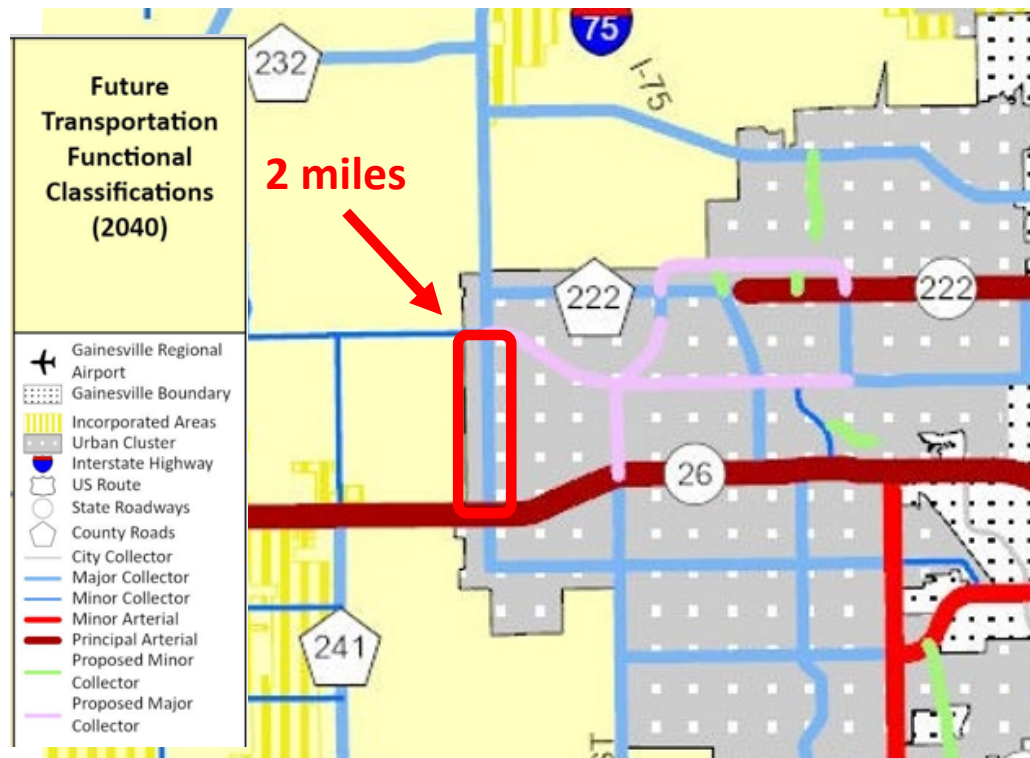 Future
Transportation
Functional
Classifications
(2040)
Gainesville Regional
Airport
Gainesville Boundary
Incorporated Areas
Urban Cluster
Interstate Highway
US Route
State Roadways
County Roads
City Collector
Major Collector
Minor Collector
Minor Arterial
Principal Arterial
Proposed Minor
Collector
Proposed Major
Collector
232
75
I-75
2 miles
222
222
26
241